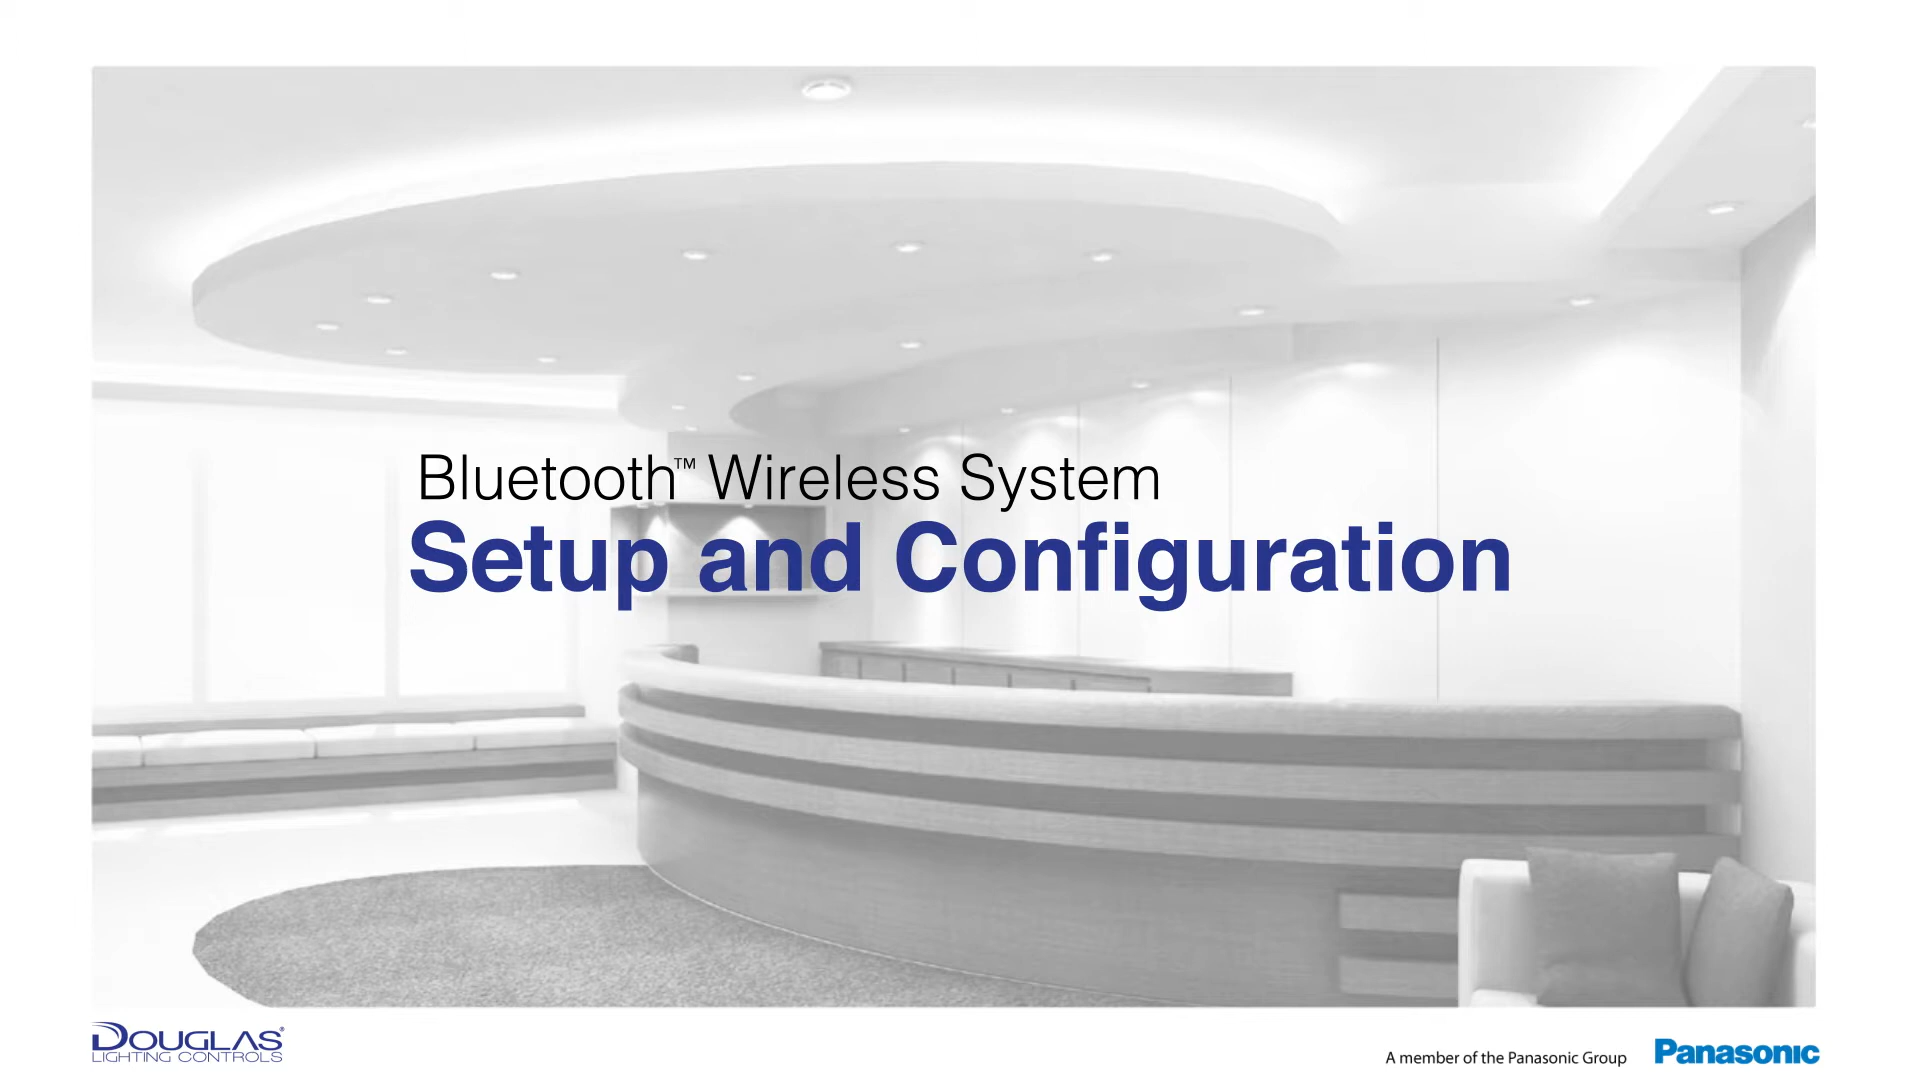 Bluetooth™ Wireless System
Setup and Configuration
DOUGLAS®
LIGHTING CONTROLS
A member of the Panasonic Group
Panasonic